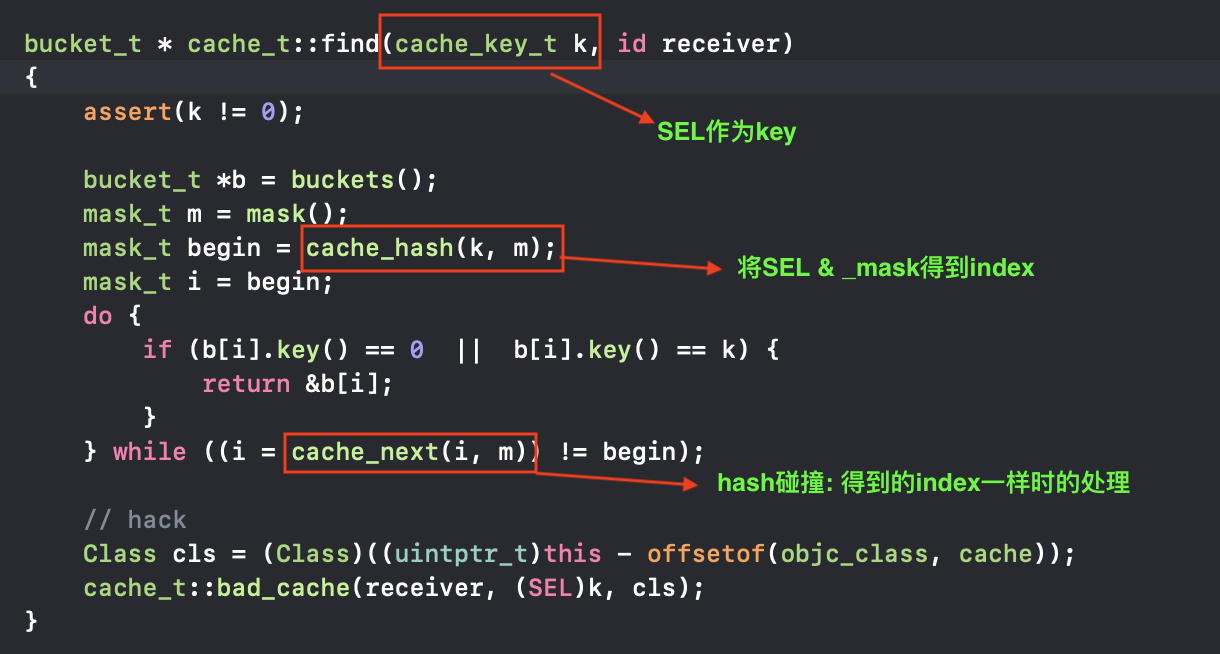 bucket_t * cache_t::find(cache_key_t k, id receiver)
{
    assert(k != 0);
SEL作为key
    bucket_t *b = buckets();
    mask_t m = mask();
    mask_t begin = cache_hash(k, m);
将SEL & _mask得到index
    mask_t i = begin;
    do {
        if (b[i].key() == 0  ||  b[i].key() == k) {
            return &b[i];
        }
    } while ((i = cache_next(i, m)) != begin);
hash碰撞: 得到的index一样时的处理
    // hack
    Class cls = (Class)((uintptr_t)this - offsetof(objc_class, cache));
    cache_t::bad_cache(receiver, (SEL)k, cls);
}